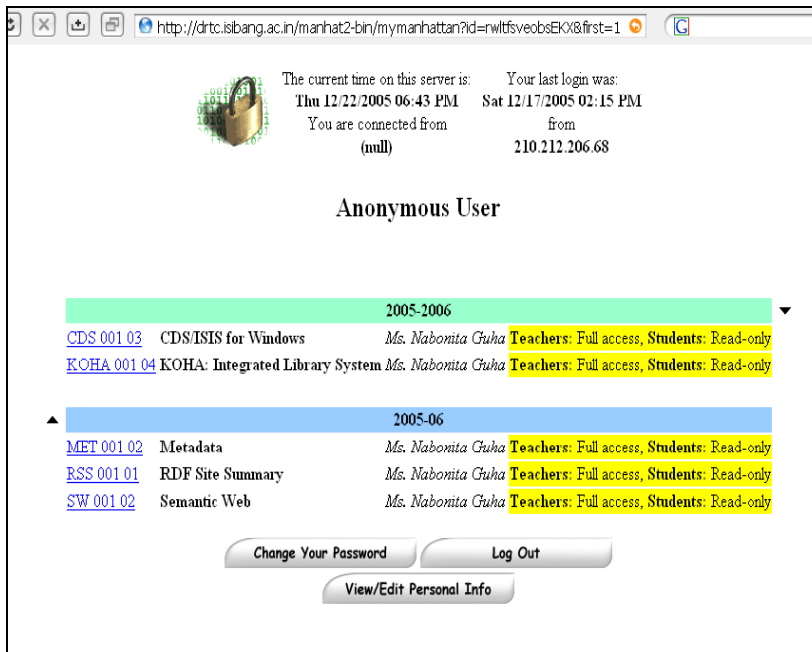 http://drtc.isibang.ac.in/manhat2-bin/mymanhattan?id=rwltfsveobsEKX&first=1
The current time on this server is:
Thu 12/22/2005 06:43 PM
You are connected from
(null)
Your last login was:
Sat 12/17/2005 02:15 PM
from
210.212.206.68
Anonymous User
2005-2006
CDS 001 03 CDS/ISIS for Windows Ms. Nabonita Guha Teachers: Full access, Students: Read-only
KOHA 001 04 KOHA: Integrated Library System Ms. Nabonita Guha Teachers: Full access, Students: Read-only
2005-06
MET 001 02 Metadata Ms. Nabonita Guha Teachers: Full access, Students: Read-only
RSS 001 01 RDF Site Summary Ms. Nabonita Guha Teachers: Full access, Students: Read-only
SW 001 02 Semantic Web Ms. Nabonita Guha Teachers: Full access, Students: Read-only
Change Your Password Log Out
View/Edit Personal Info